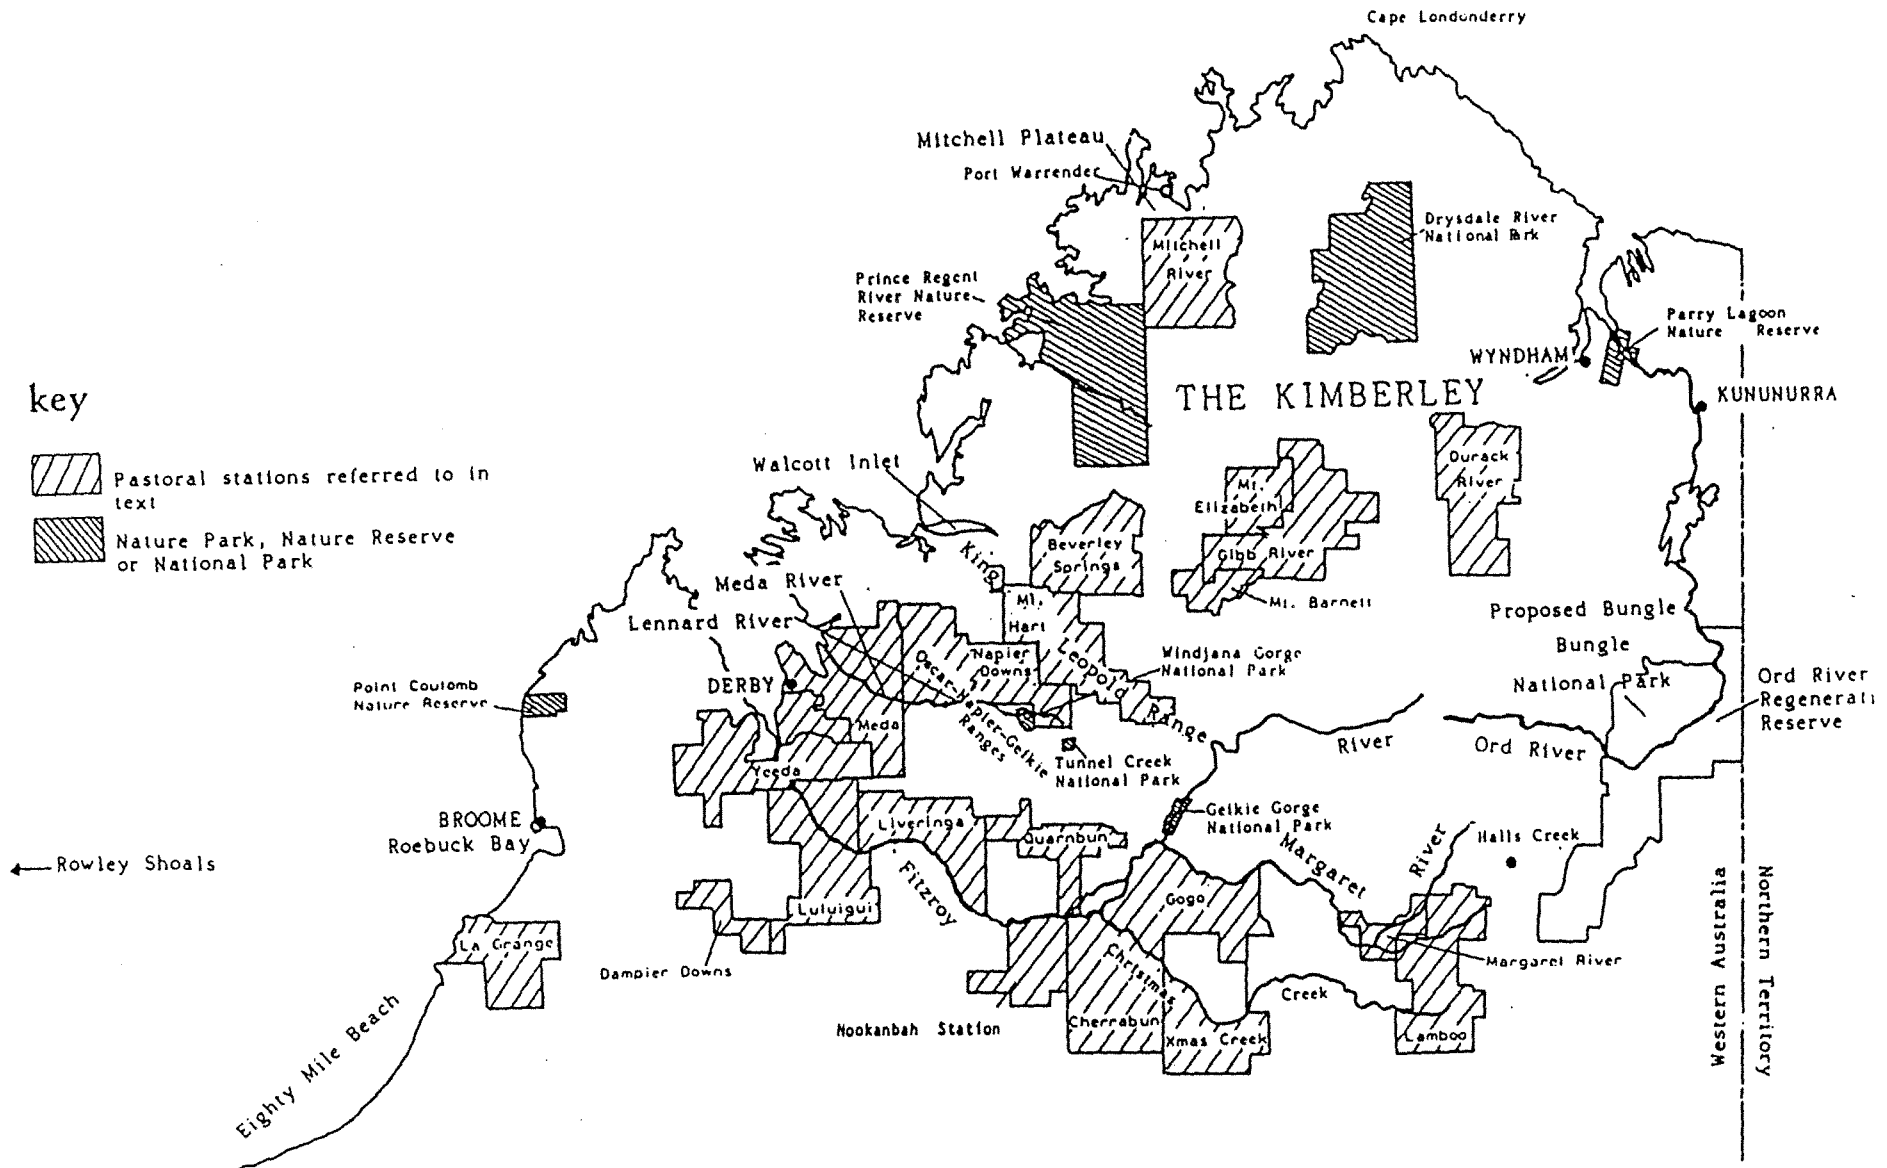 Cape Londonderry
Mitchell Plateau
Port Warrender
Mitchell
River
Drysdale River
National Park
Prince Regent
River Nature
Reserve
Parry Lagoon
Nature Reserve
WYNDHAM
KUNUNURRA
THE KIMBERLEY
key
Pastoral stations referred to in
text
Nature Park, Nature Reserve
or National Park
Walcott Inlet
Durack
River
Mt.
Elizabeth
Gibb River
Mt. Barnett
Beverley
Springs
King
Leopold
Range
Mt.
Hart
Meda River
Lennard River
Napier
Downs
Oscar-Napier-Geikie
Ranges
Windjana Gorge
National Park
Proposed Bungle
Bungle
National Park
Ord River
Regenerati
Reserve
Point Coulomb
Nature Reserve
DERBY
Meda
Yeeda
Tunnel Creek
National Park
River
Ord River
BROOME
Roebuck Bay
Rowley Shoals
Liveringa
Quarnbun
Geikie Gorge
National Park
Margaret
River
Halls Creek
Fitzroy
Luluigui
Gogo
La Grange
Dampier Downs
Margaret River
Christmas
Creek
Nookanbah Station
Cherrabun
Xmas Creek
Lamboo
Eighty Mile Beach
Western Australia
Northern Territory